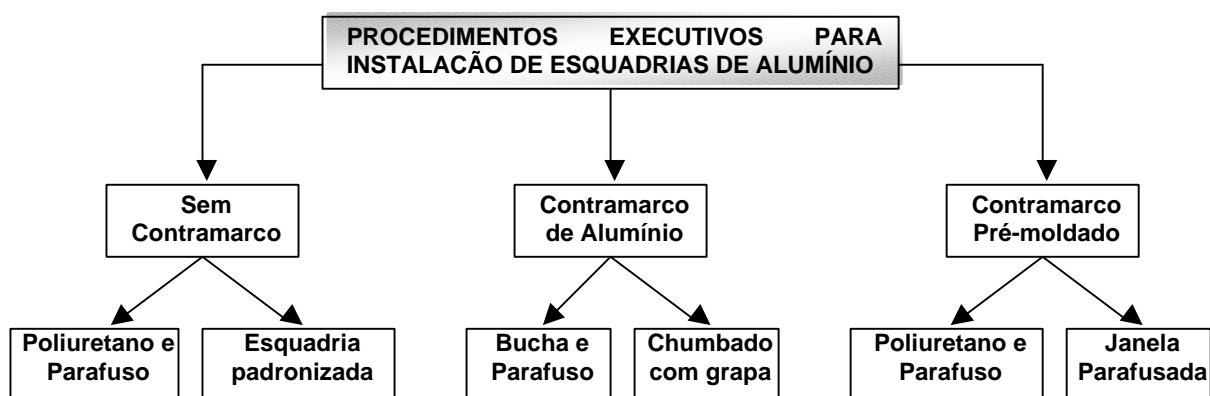 PROCEDIMENTOS EXECUTIVOS PARA
INSTALAÇÃO DE ESQUADRIAS DE ALUMÍNIO
Sem
Contramarco
Contramarco
de Alumínio
Contramarco
Pré-moldado
Poliuretano e
Parafuso
Esquadria
padronizada
Bucha e
Parafuso
Chumbado
com grapa
Poliuretano e
Parafuso
Janela
Parafusada